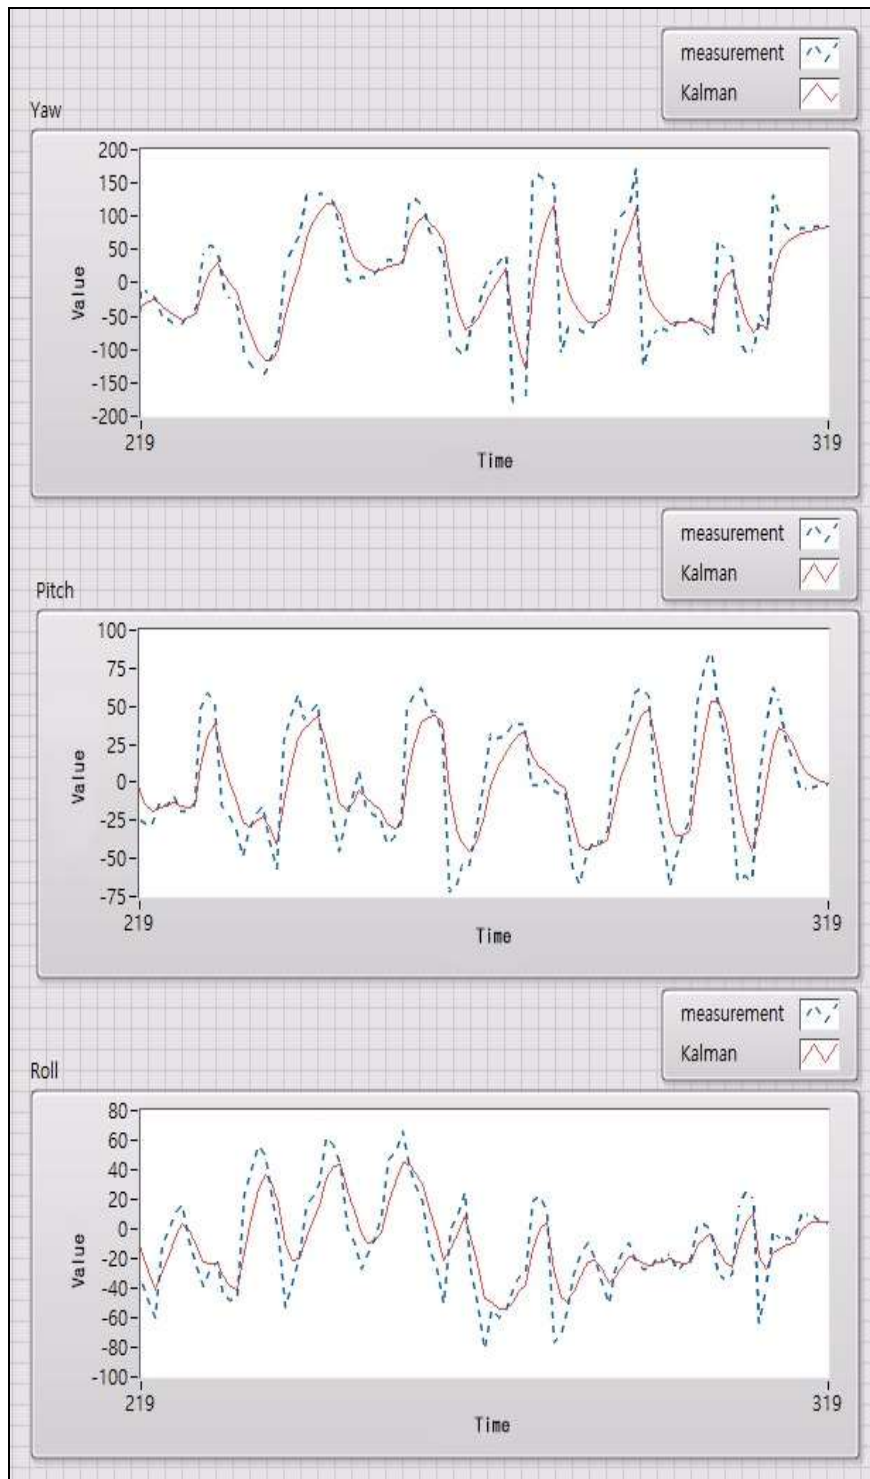 measurement
Kalman
Yaw
200
150
100
50
0
-50
-100
-150
-200
Value
219
319
Time
measurement
Kalman
Pitch
100
75
50
25
0
-25
-50
-75
Value
219
319
Time
measurement
Kalman
Roll
80
60
40
20
0
-20
-40
-60
-80
-100
Value
219
319
Time